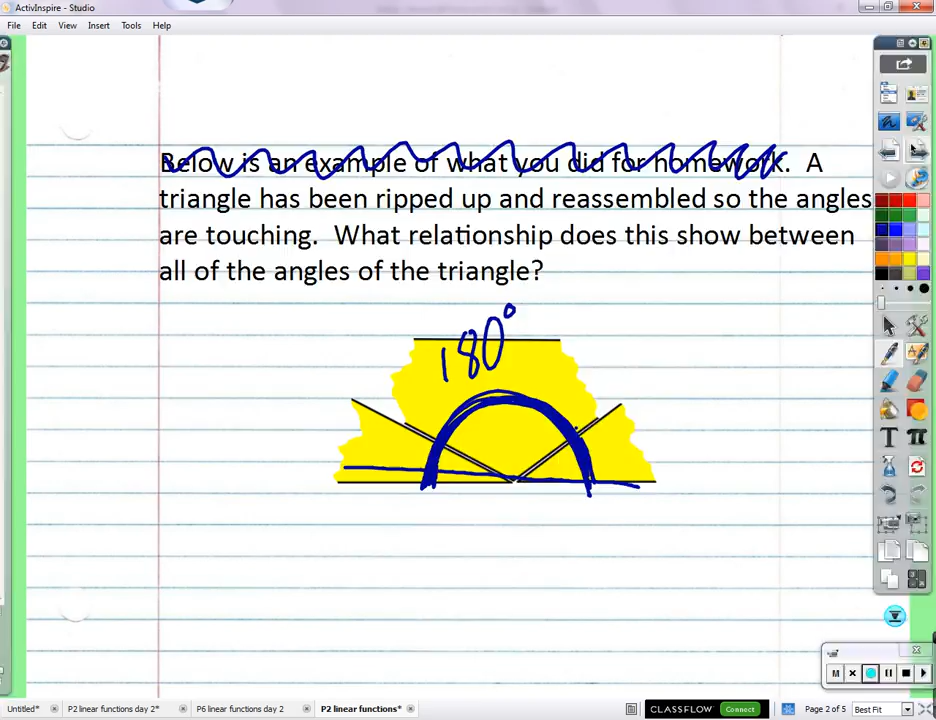 ActivInspire - Studio
File Edit View Insert Tools Help
Below is an example of what you did for homework. A
triangle has been ripped up and reassembled so the angles
are touching. What relationship does this show between
all of the angles of the triangle?
180°
M
Untitled* P2 linear functions day 2* P6 linear functions day 2 P2 linear functions* CLASSFLOW Connect Page 2 of 5 Best Fit